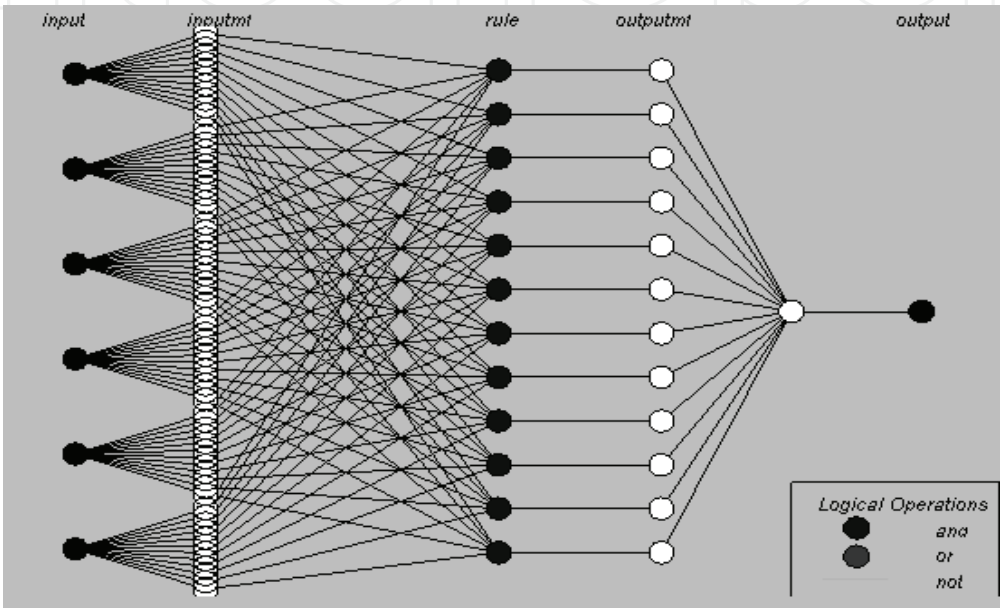 input inputmf rule outputmf output
Logical Operations
and
or
not